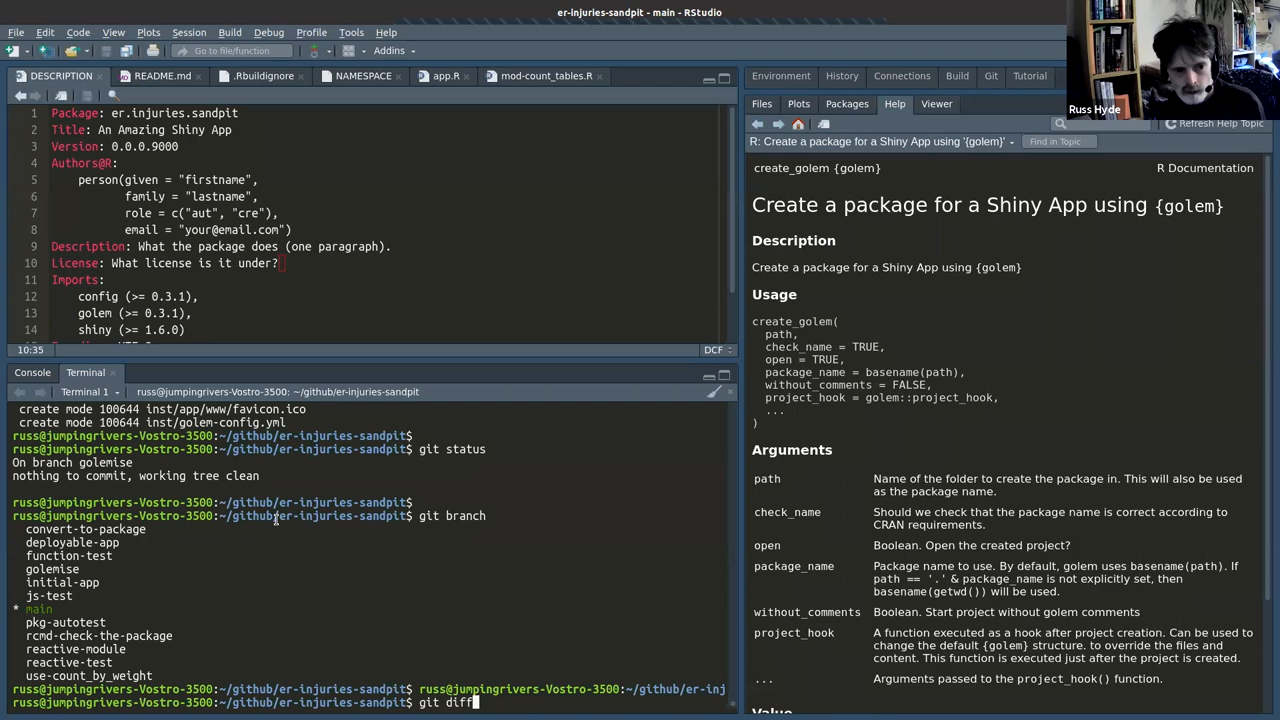 er-injuries-sandpit - main - RStudio
File Edit Code View Plots Session Build Debug Profile Tools Help
Go to file/function Addins
DESCRIPTION README.md .Rbuildignore NAMESPACE app.R mod-count_tables.R
1 Package: er.injuries.sandpit
2 Title: An Amazing Shiny App
3 Version: 0.0.0.9000
4 Authors@R:
5 person(given = "firstname",
6 family = "lastname",
7 role = c("aut", "cre"),
8 email = "your@email.com")
9 Description: What the package does (one paragraph).
10 License: What license is it under?
11 Imports:
12 config (>= 0.3.1),
13 golem (>= 0.3.1),
14 shiny (>= 1.6.0)
10:35 DCF
Console Terminal
Terminal 1 russ@jumpingrivers-Vostro-3500: ~/github/er-injuries-sandpit
create mode 100644 inst/app/www/favicon.ico
create mode 100644 inst/golem-config.yml
russ@jumpingrivers-Vostro-3500:~/github/er-injuries-sandpit$
russ@jumpingrivers-Vostro-3500:~/github/er-injuries-sandpit$ git status
On branch golemise
nothing to commit, working tree clean
russ@jumpingrivers-Vostro-3500:~/github/er-injuries-sandpit$
russ@jumpingrivers-Vostro-3500:~/github/er-injuries-sandpit$ git branch
convert-to-package
deployable-app
function-test
golemise
initial-app
js-test
* main
pkg-autotest
rcmd-check-the-package
reactive-module
reactive-test
use-count_by_weight
russ@jumpingrivers-Vostro-3500:~/github/er-injuries-sandpit$ russ@jumpingrivers-Vostro-3500:~/github/er-inj
russ@jumpingrivers-Vostro-3500:~/github/er-injuries-sandpit$ git diff
Environment History Connections Build Git Tutorial
Files Plots Packages Help Viewer
Refresh Help Topic
R: Create a package for a Shiny App using '{golem}' Find in Topic
create_golem {golem} R Documentation
Create a package for a Shiny App using {golem}
Description
Create a package for a Shiny App using {golem}
Usage
create_golem(
path,
check_name = TRUE,
open = TRUE,
package_name = basename(path),
without_comments = FALSE,
project_hook = golem::project_hook,
...
)
Arguments
path Name of the folder to create the package in. This will also be used
as the package name.
check_name Should we check that the package name is correct according to
CRAN requirements.
open Boolean. Open the created project?
package_name Package name to use. By default, golem uses basename(path). If
path == '.' & package_name is not explicitly set, then
basename(getwd()) will be used.
without_comments Boolean. Start project without golem comments
project_hook A function executed as a hook after project creation. Can be used to
change the default {golem} structure. to override the files and
content. This function is executed just after the project is created.
... Arguments passed to the project_hook() function.
Value
Russ Hyde